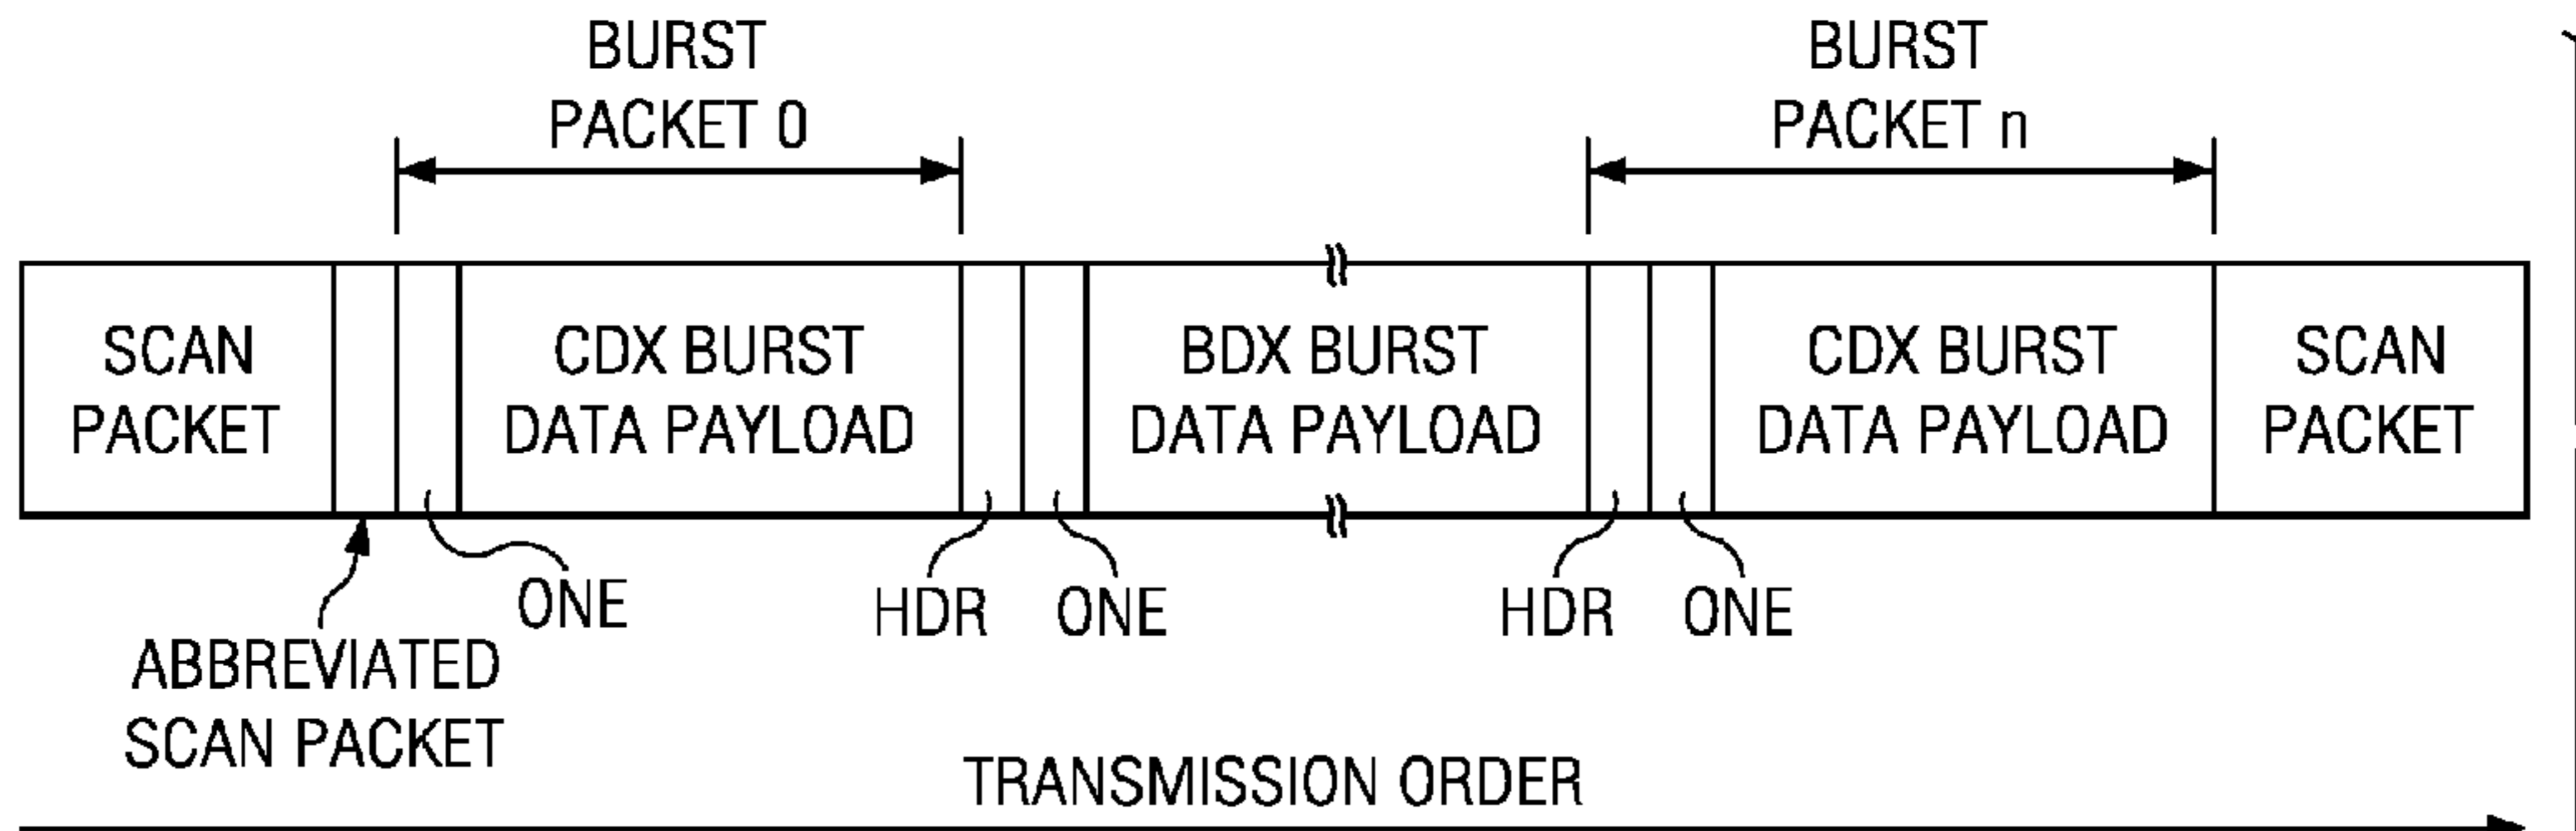 BURST
PACKET 0
BURST
PACKET n
SCAN
PACKET
CDX BURST
DATA PAYLOAD
BDX BURST
DATA PAYLOAD
CDX BURST
DATA PAYLOAD
SCAN
PACKET
ONE
HDR
ONE
HDR
ONE
ABBREVIATED
SCAN PACKET
TRANSMISSION ORDER